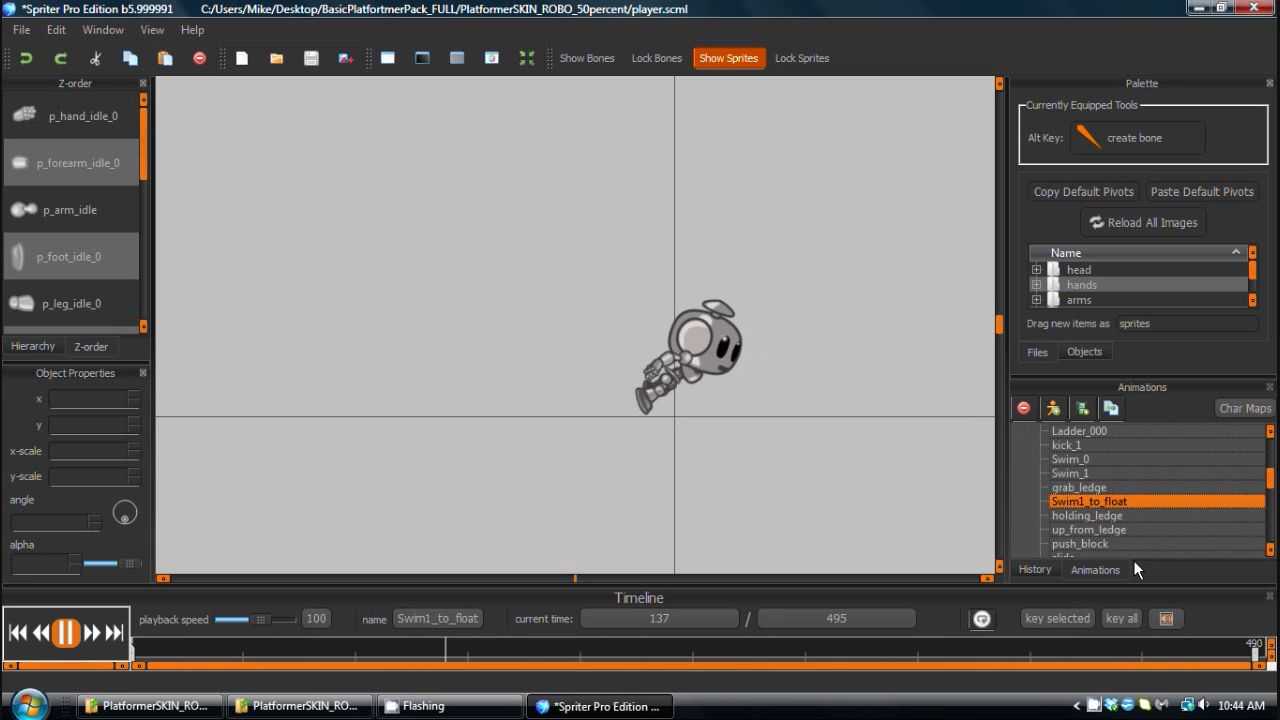 *Spriter Pro Edition b5.999991 C:/Users/Mike/Desktop/BasicPlatfortmerPack_FULL/PlatformerSKIN_ROBO_50percent/player.scml
File Edit Window View Help
Show Bones Lock Bones Show Sprites Lock Sprites
Z-order
p_hand_idle_0
p_forearm_idle_0
p_arm_idle
p_foot_idle_0
p_leg_idle_0
Hierarchy Z-order
Object Properties
x
y
x-scale
y-scale
angle
alpha
Palette
Currently Equipped Tools
Alt Key: create bone
Copy Default Pivots Paste Default Pivots
Reload All Images
Name
head
hands
arms
Drag new items as sprites
Files Objects
Animations
Char Maps
Ladder_000
kick_1
Swim_0
Swim_1
grab_ledge
Swim1_to_float
holding_ledge
up_from_ledge
push_block
History Animations
Timeline
playback speed 100 name Swim1_to_float current time: 137 / 495 key selected key all
490
PlatformerSKIN_RO... PlatformerSKIN_RO... Flashing *Spriter Pro Edition ... 10:44 AM